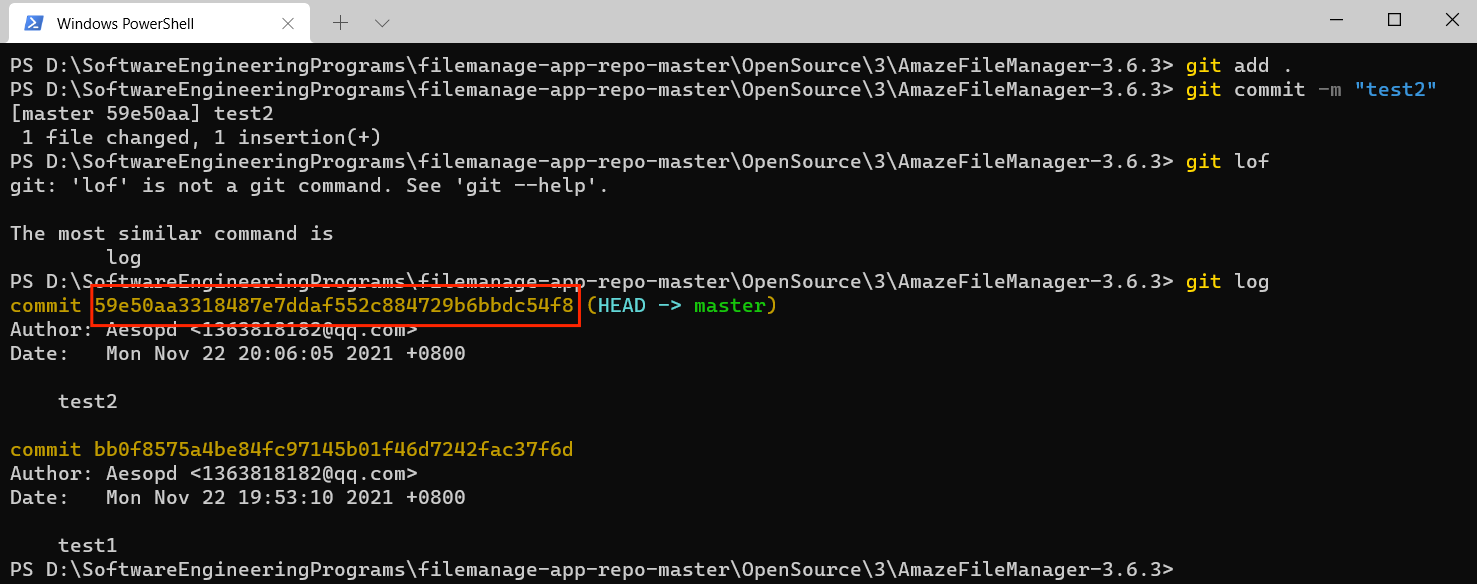 Windows PowerShell
PS D:\SoftwareEngineeringPrograms\filemanage-app-repo-master\OpenSource\3\AmazeFileManager-3.6.3> git add .
PS D:\SoftwareEngineeringPrograms\filemanage-app-repo-master\OpenSource\3\AmazeFileManager-3.6.3> git commit -m "test2"
[master 59e50aa] test2
 1 file changed, 1 insertion(+)
PS D:\SoftwareEngineeringPrograms\filemanage-app-repo-master\OpenSource\3\AmazeFileManager-3.6.3> git lof
git: 'lof' is not a git command. See 'git --help'.

The most similar command is
        log
PS D:\SoftwareEngineeringPrograms\filemanage-app-repo-master\OpenSource\3\AmazeFileManager-3.6.3> git log
commit 59e50aa3318487e7ddaf552c884729b6bbdc54f8 (HEAD -> master)
Author: Aesopd <1363818182@qq.com>
Date:   Mon Nov 22 20:06:05 2021 +0800

    test2

commit bb0f8575a4be84fc97145b01f46d7242fac37f6d
Author: Aesopd <1363818182@qq.com>
Date:   Mon Nov 22 19:53:10 2021 +0800

    test1
PS D:\SoftwareEngineeringPrograms\filemanage-app-repo-master\OpenSource\3\AmazeFileManager-3.6.3>